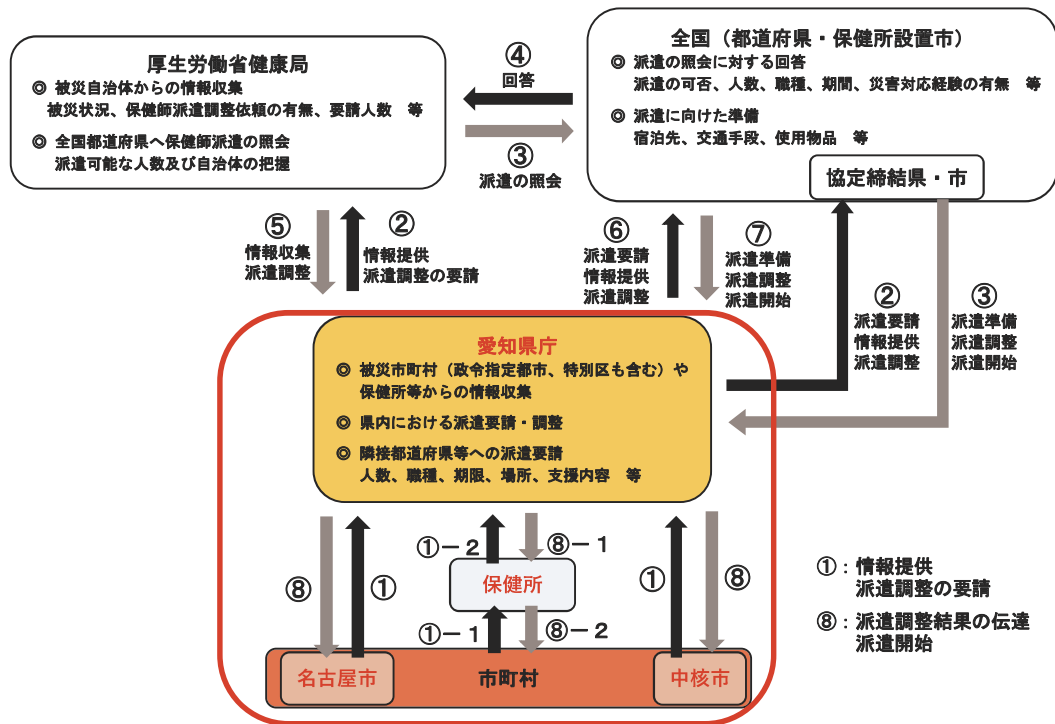 厚生労働省健康局
◎ 被災自治体からの情報収集
被災状況、保健師派遣調整依頼の有無、要請人数 等
◎ 全国都道府県へ保健師派遣の照会
派遣可能な人数及び自治体の把握
④
回答
③
派遣の照会
全国（都道府県・保健所設置市）
◎ 派遣の照会に対する回答
派遣の可否、人数、職種、期間、災害対応経験の有無 等
◎ 派遣に向けた準備
宿泊先、交通手段、使用物品 等
協定締結県・市
⑤
情報収集
派遣調整
②
情報提供
派遣調整の要請
⑥
派遣要請
情報提供
派遣調整
⑦
派遣準備
派遣調整
派遣開始
②
派遣要請
情報提供
派遣調整
③
派遣準備
派遣調整
派遣開始
愛知県庁
◎ 被災市町村（政令指定都市、特別区も含む）や
保健所等からの情報収集
◎ 県内における派遣要請・調整
◎ 隣接都道府県等への派遣要請
人数、職種、期限、場所、支援内容 等
⑧
①
①－2
⑧－1
保健所
①－1
⑧－2
①
⑧
名古屋市
市町村
中核市
①：情報提供
派遣調整の要請
⑧：派遣調整結果の伝達
派遣開始